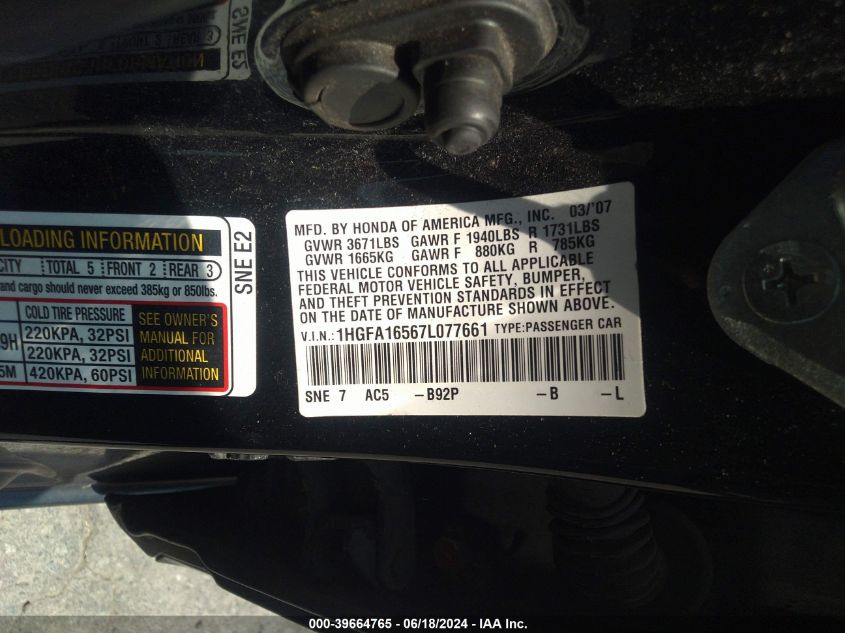 SNE E2
LOADING INFORMATION
CITY TOTAL 5 FRONT 2 REAR 3
and cargo should never exceed 385kg or 850lbs.
COLD TIRE PRESSURE
9H 220KPA, 32PSI
220KPA, 32PSI
5M 420KPA, 60PSI
SEE OWNER'S
MANUAL FOR
ADDITIONAL
INFORMATION
SNE E2
MFD. BY HONDA OF AMERICA MFG., INC. 03/'07
GVWR 3671LBS GAWR F 1940LBS R 1731LBS
GVWR 1665KG GAWR F 880KG R 785KG
THIS VEHICLE CONFORMS TO ALL APPLICABLE
FEDERAL MOTOR VEHICLE SAFETY, BUMPER,
AND THEFT PREVENTION STANDARDS IN EFFECT
ON THE DATE OF MANUFACTURE SHOWN ABOVE.
V.I.N.: 1HGFA16567L077661 TYPE:PASSENGER CAR
SNE 7 AC5 -B92P -B -L
000-39664765 - 06/18/2024 - IAA Inc.